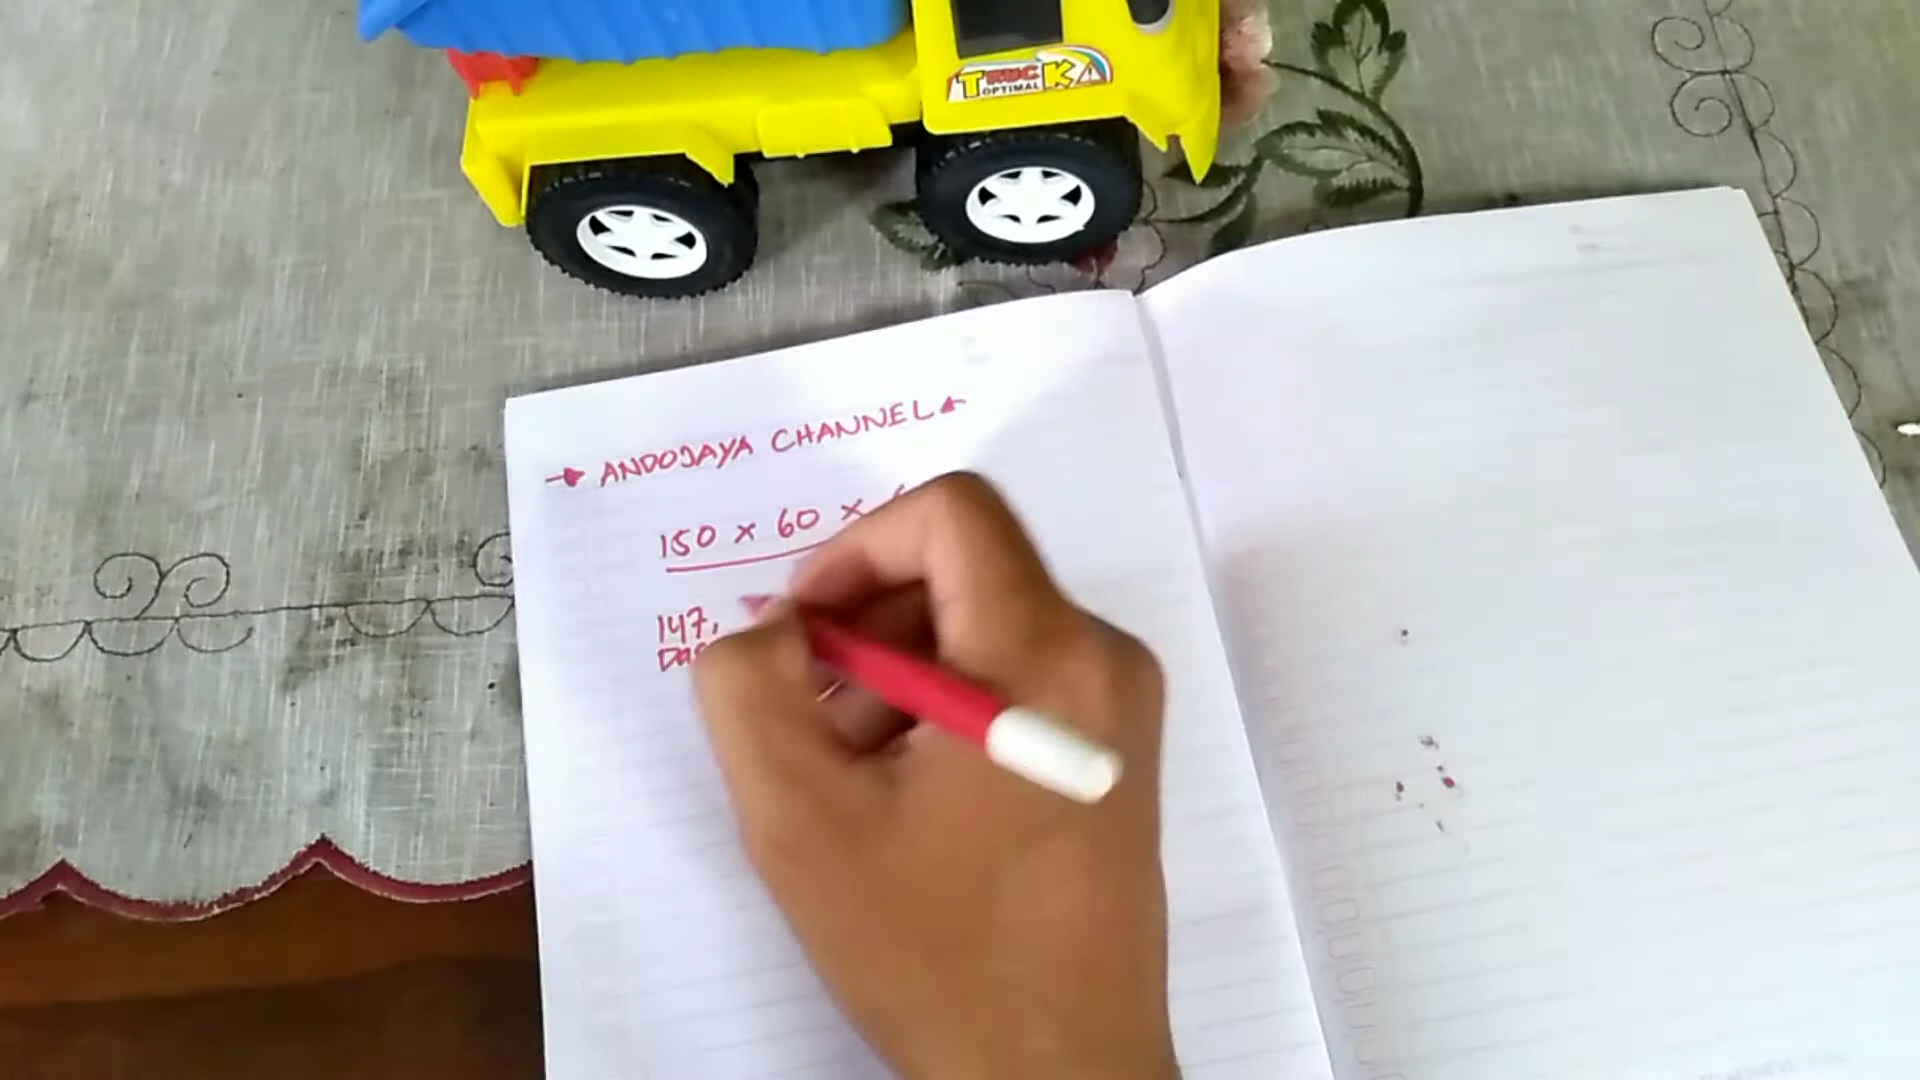 TRUCK
OPTIMAL
ANDOJAYA CHANNEL
150 x 60 x
147,